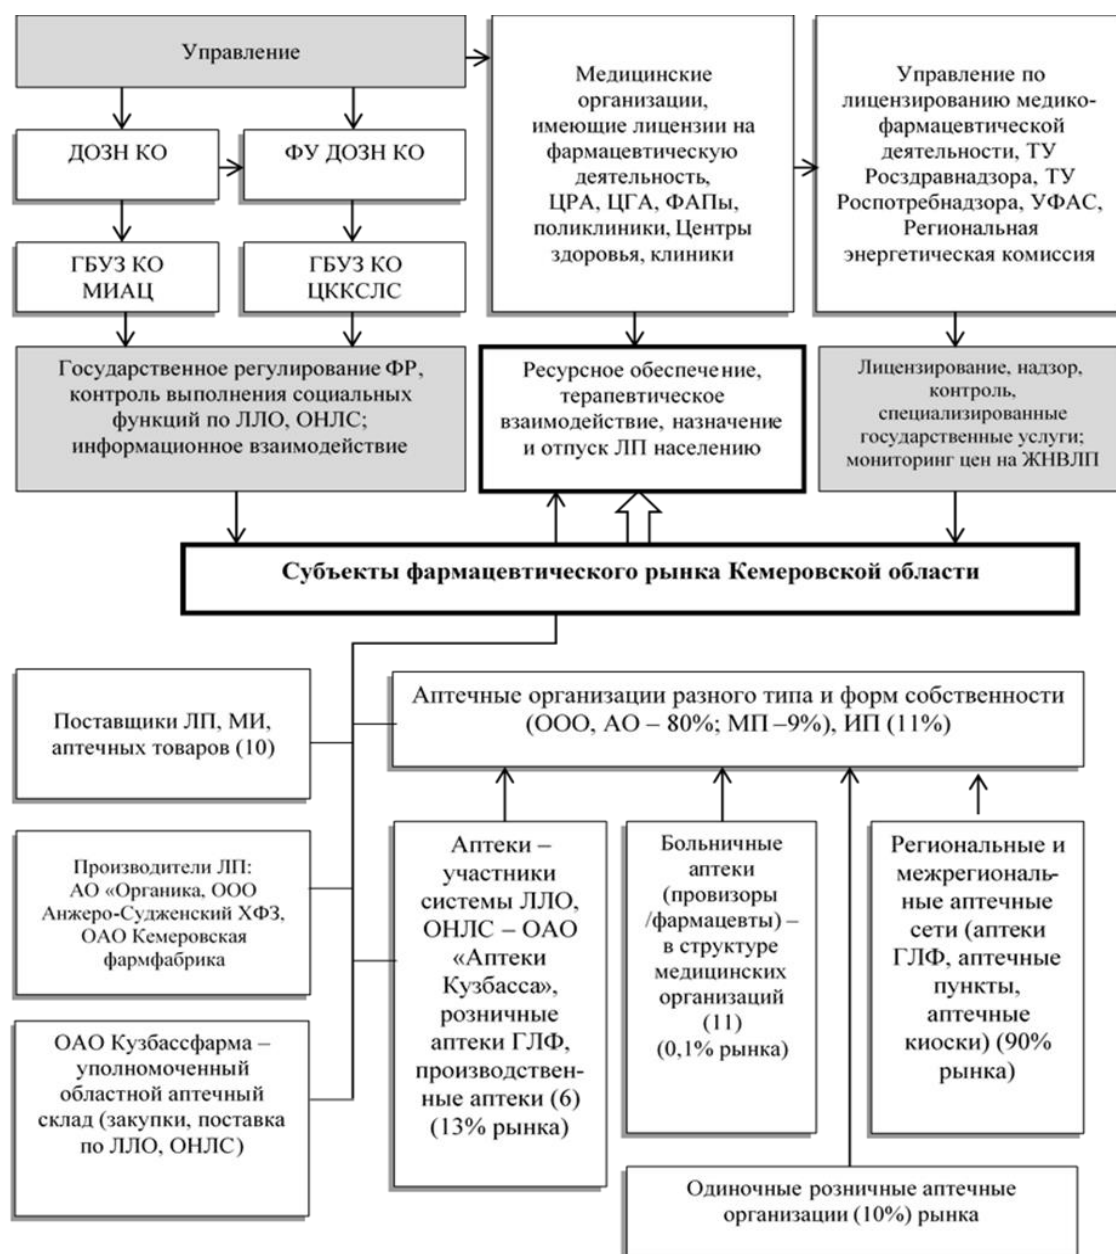 Управление
ДОЗН КО
ФУ ДОЗН КО
ГБУЗ КО
МИАЦ
ГБУЗ КО
ЦККСЛС
Медицинские
организации,
имеющие лицензии на
фармацевтическую
деятельность,
ЦРА, ЦГА, ФАПы,
поликлиники, Центры
здоровья, клиники
Управление по
лицензированию медико-
фармацевтической
деятельности, ТУ
Росздравнадзора, ТУ
Роспотребнадзора, УФАС,
Региональная
энергетическая комиссия
Государственное регулирование ФР,
контроль выполнения социальных
функций по ЛЛО, ОНЛС;
информационное взаимодействие
Ресурсное обеспечение,
терапевтическое
взаимодействие, назначение
и отпуск ЛП населению
Лицензирование, надзор,
контроль,
специализированные
государственные услуги;
мониторинг цен на ЖНВЛП
Субъекты фармацевтического рынка Кемеровской области
Поставщики ЛП, МИ,
аптечных товаров (10)
Аптечные организации разного типа и форм собственности
(ООО, АО – 80%; МП –9%), ИП (11%)
Производители ЛП:
АО «Органика, ООО
Анжеро-Судженский ХФЗ,
ОАО Кемеровская
фармфабрика
ОАО Кузбассфарма –
уполномоченный
областной аптечный
склад (закупки, поставка
по ЛЛО, ОНЛС)
Аптеки –
участники
системы ЛЛО,
ОНЛС – ОАО
«Аптеки
Кузбасса»,
розничные
аптеки ГЛФ,
производствен-
ные аптеки (6)
(13% рынка)
Больничные
аптеки
(провизоры
/фармацевты) –
в структуре
медицинских
организаций
(11)
(0,1% рынка)
Региональные и
межрегиональ-
ные аптечные
сети (аптеки
ГЛФ, аптечные
пункты,
аптечные
киоски) (90%
рынка)
Одиночные розничные аптечные
организации (10%) рынка